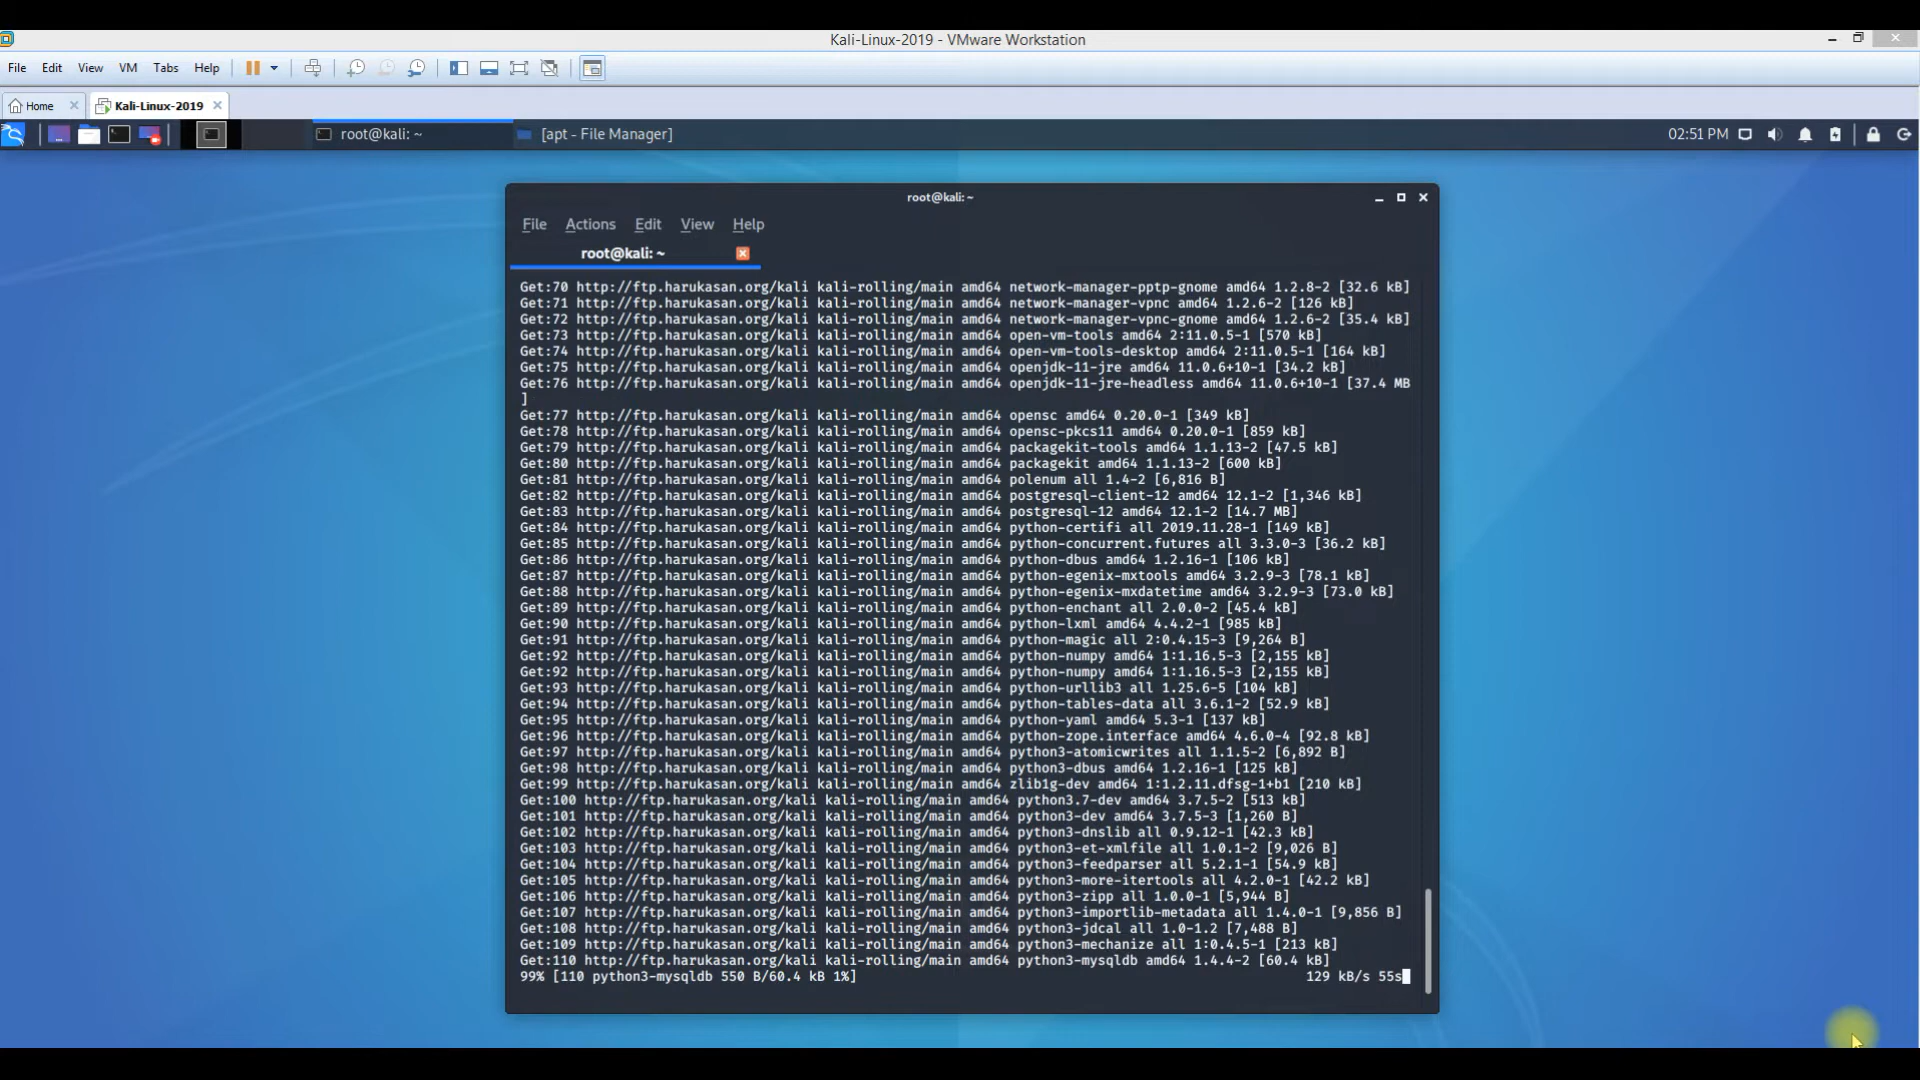 Kali-Linux-2019 - VMware Workstation
File Edit View VM Tabs Help
Home Kali-Linux-2019
root@kali: ~ [apt - File Manager] 02:51 PM
root@kali: ~
File Actions Edit View Help
root@kali: ~
Get:70 http://ftp.harukasan.org/kali kali-rolling/main amd64 network-manager-pptp-gnome amd64 1.2.8-2 [32.6 kB]
Get:71 http://ftp.harukasan.org/kali kali-rolling/main amd64 network-manager-vpnc amd64 1.2.6-2 [126 kB]
Get:72 http://ftp.harukasan.org/kali kali-rolling/main amd64 network-manager-vpnc-gnome amd64 1.2.6-2 [35.4 kB]
Get:73 http://ftp.harukasan.org/kali kali-rolling/main amd64 open-vm-tools amd64 2:11.0.5-1 [570 kB]
Get:74 http://ftp.harukasan.org/kali kali-rolling/main amd64 open-vm-tools-desktop amd64 2:11.0.5-1 [164 kB]
Get:75 http://ftp.harukasan.org/kali kali-rolling/main amd64 openjdk-11-jre amd64 11.0.6+10-1 [34.2 kB]
Get:76 http://ftp.harukasan.org/kali kali-rolling/main amd64 openjdk-11-jre-headless amd64 11.0.6+10-1 [37.4 MB
]
Get:77 http://ftp.harukasan.org/kali kali-rolling/main amd64 opensc amd64 0.20.0-1 [349 kB]
Get:78 http://ftp.harukasan.org/kali kali-rolling/main amd64 opensc-pkcs11 amd64 0.20.0-1 [859 kB]
Get:79 http://ftp.harukasan.org/kali kali-rolling/main amd64 packagekit-tools amd64 1.1.13-2 [47.5 kB]
Get:80 http://ftp.harukasan.org/kali kali-rolling/main amd64 packagekit amd64 1.1.13-2 [600 kB]
Get:81 http://ftp.harukasan.org/kali kali-rolling/main amd64 polenum all 1.4-2 [6,816 B]
Get:82 http://ftp.harukasan.org/kali kali-rolling/main amd64 postgresql-client-12 amd64 12.1-2 [1,346 kB]
Get:83 http://ftp.harukasan.org/kali kali-rolling/main amd64 postgresql-12 amd64 12.1-2 [14.7 MB]
Get:84 http://ftp.harukasan.org/kali kali-rolling/main amd64 python-certifi all 2019.11.28-1 [149 kB]
Get:85 http://ftp.harukasan.org/kali kali-rolling/main amd64 python-concurrent.futures all 3.3.0-3 [36.2 kB]
Get:86 http://ftp.harukasan.org/kali kali-rolling/main amd64 python-dbus amd64 1.2.16-1 [106 kB]
Get:87 http://ftp.harukasan.org/kali kali-rolling/main amd64 python-egenix-mxtools amd64 3.2.9-3 [78.1 kB]
Get:88 http://ftp.harukasan.org/kali kali-rolling/main amd64 python-egenix-mxdatetime amd64 3.2.9-3 [73.0 kB]
Get:89 http://ftp.harukasan.org/kali kali-rolling/main amd64 python-enchant all 2.0.0-2 [45.4 kB]
Get:90 http://ftp.harukasan.org/kali kali-rolling/main amd64 python-lxml amd64 4.4.2-1 [985 kB]
Get:91 http://ftp.harukasan.org/kali kali-rolling/main amd64 python-magic all 2:0.4.15-3 [9,264 B]
Get:92 http://ftp.harukasan.org/kali kali-rolling/main amd64 python-numpy amd64 1:1.16.5-3 [2,155 kB]
Get:92 http://ftp.harukasan.org/kali kali-rolling/main amd64 python-numpy amd64 1:1.16.5-3 [2,155 kB]
Get:93 http://ftp.harukasan.org/kali kali-rolling/main amd64 python-urllib3 all 1.25.6-5 [104 kB]
Get:94 http://ftp.harukasan.org/kali kali-rolling/main amd64 python-tables-data all 3.6.1-2 [52.9 kB]
Get:95 http://ftp.harukasan.org/kali kali-rolling/main amd64 python-yaml amd64 5.3-1 [137 kB]
Get:96 http://ftp.harukasan.org/kali kali-rolling/main amd64 python-zope.interface amd64 4.6.0-4 [92.8 kB]
Get:97 http://ftp.harukasan.org/kali kali-rolling/main amd64 python3-atomicwrites all 1.1.5-2 [6,892 B]
Get:98 http://ftp.harukasan.org/kali kali-rolling/main amd64 python3-dbus amd64 1.2.16-1 [125 kB]
Get:99 http://ftp.harukasan.org/kali kali-rolling/main amd64 zlib1g-dev amd64 1:1.2.11.dfsg-1+b1 [210 kB]
Get:100 http://ftp.harukasan.org/kali kali-rolling/main amd64 python3.7-dev amd64 3.7.5-2 [513 kB]
Get:101 http://ftp.harukasan.org/kali kali-rolling/main amd64 python3-dev amd64 3.7.5-3 [1,260 B]
Get:102 http://ftp.harukasan.org/kali kali-rolling/main amd64 python3-dnslib all 0.9.12-1 [42.3 kB]
Get:103 http://ftp.harukasan.org/kali kali-rolling/main amd64 python3-et-xmlfile all 1.0.1-2 [9,026 B]
Get:104 http://ftp.harukasan.org/kali kali-rolling/main amd64 python3-feedparser all 5.2.1-1 [54.9 kB]
Get:105 http://ftp.harukasan.org/kali kali-rolling/main amd64 python3-more-itertools all 4.2.0-1 [42.2 kB]
Get:106 http://ftp.harukasan.org/kali kali-rolling/main amd64 python3-zipp all 1.0.0-1 [5,944 B]
Get:107 http://ftp.harukasan.org/kali kali-rolling/main amd64 python3-importlib-metadata all 1.4.0-1 [9,856 B]
Get:108 http://ftp.harukasan.org/kali kali-rolling/main amd64 python3-jdcal all 1.0-1.2 [7,488 B]
Get:109 http://ftp.harukasan.org/kali kali-rolling/main amd64 python3-mechanize all 1:0.4.5-1 [213 kB]
Get:110 http://ftp.harukasan.org/kali kali-rolling/main amd64 python3-mysqldb amd64 1.4.4-2 [60.4 kB]
99% [110 python3-mysqldb 550 B/60.4 kB 1%] 129 kB/s 55s